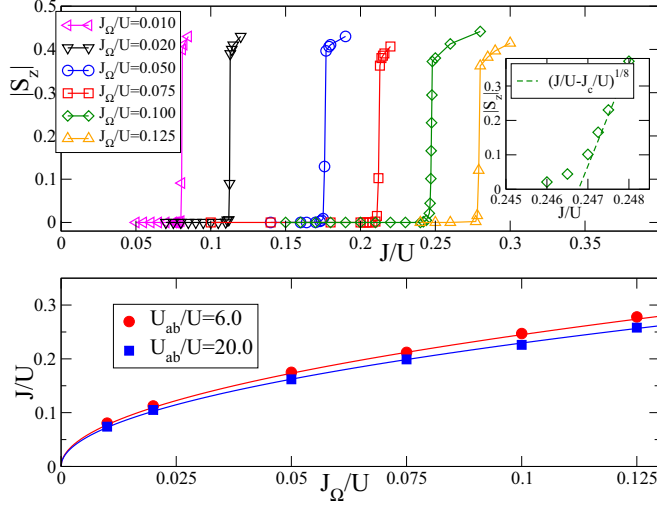 |S_z|
0.4
0.3
0.2
0.1
0
J_Ω/U=0.010
J_Ω/U=0.020
J_Ω/U=0.050
J_Ω/U=0.075
J_Ω/U=0.100
J_Ω/U=0.125
0 0.05 0.1 0.15 0.2 0.25 0.3 0.35
J/U
(J/U-J_c/U)^{1/8}
|S_z|
0.3
0.2
0.1
0
0.245 0.246 0.247 0.248
J/U
J/U
0.3
0.2
0.1
0
U_ab/U=6.0
U_ab/U=20.0
0 0.025 0.05 0.075 0.1 0.125
J_Ω/U